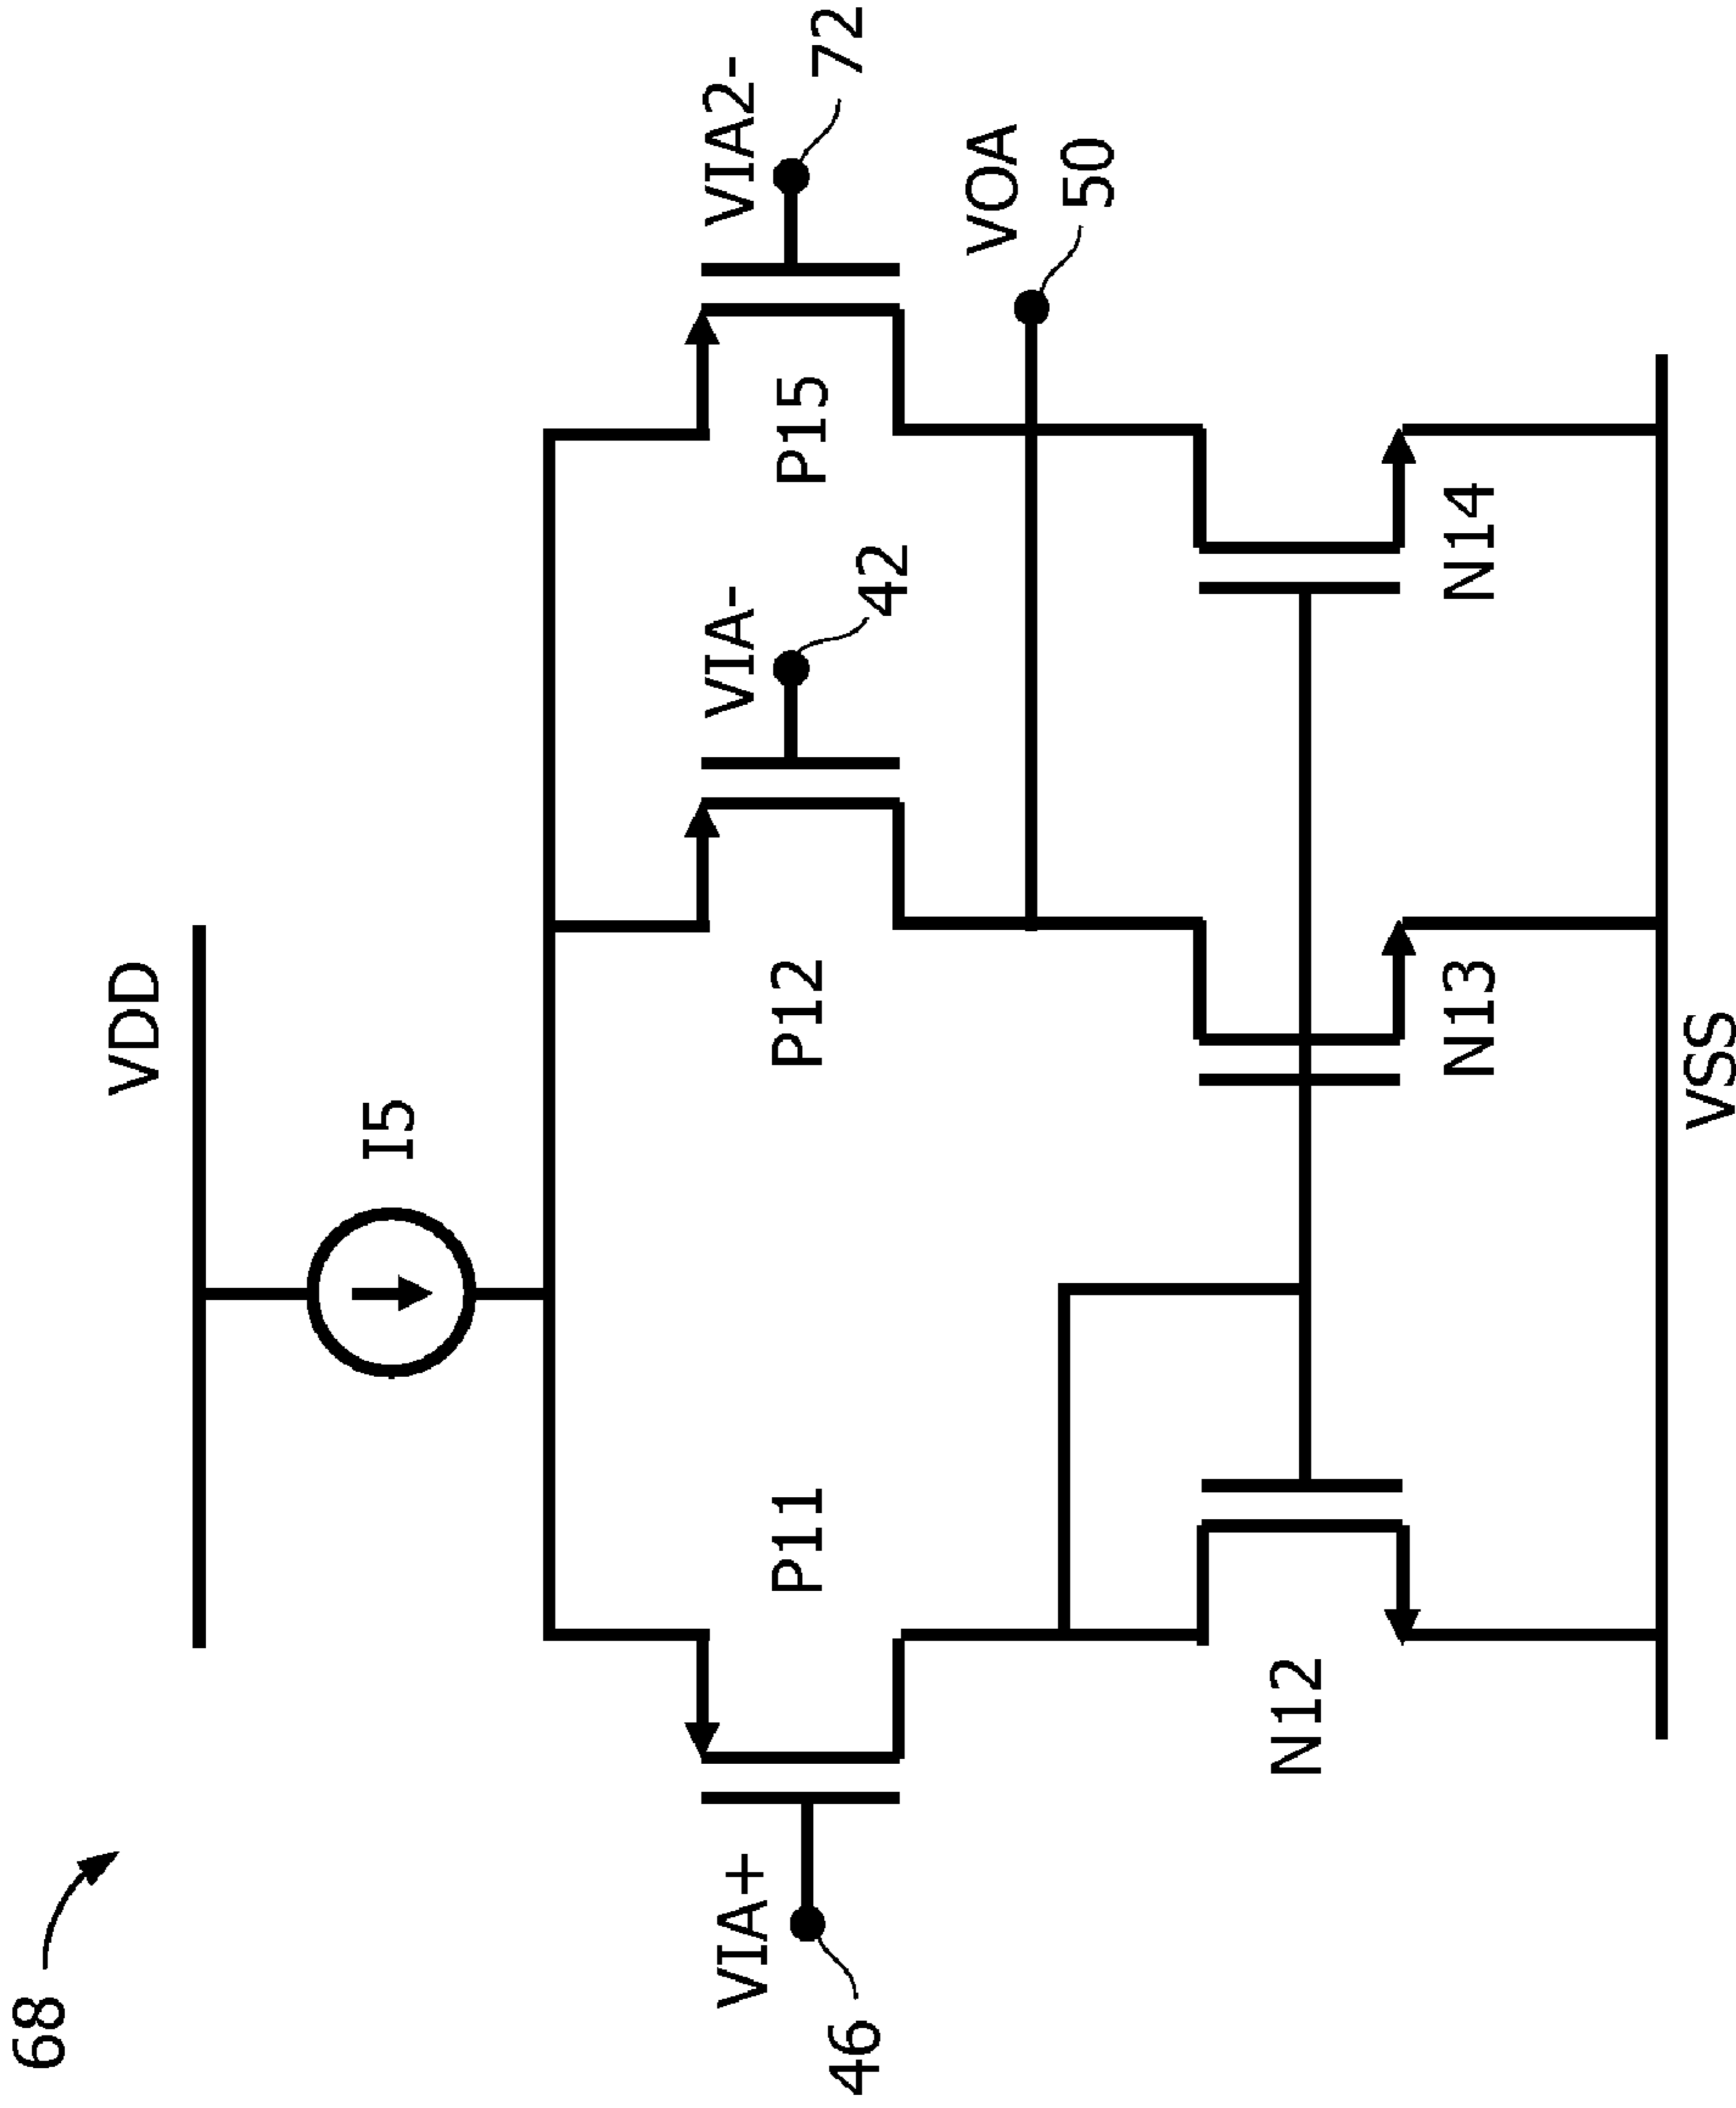 68
VDD
I5
VIA+
46
P11
P12
VIA-
42
P15
VIA2-
72
VOA
50
N12
N13
N14
VSS